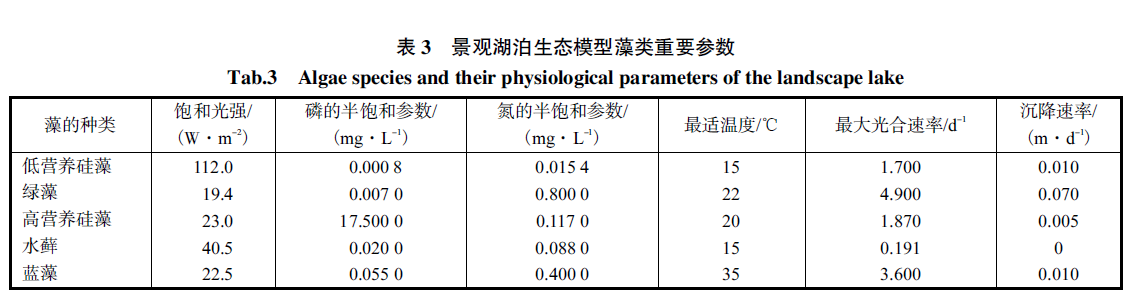 表 3 景观湖泊生态模型藻类重要参数
Tab.3 Algae species and their physiological parameters of the landscape lake
藻的种类 饱和光强/(W·m⁻²) 磷的半饱和参数/(mg·L⁻¹) 氮的半饱和参数/(mg·L⁻¹) 最适温度/℃ 最大光合速率/d⁻¹ 沉降速率/(m·d⁻¹)
低营养硅藻 112.0 0.000 8 0.015 4 15 1.700 0.010
绿藻 19.4 0.007 0 0.800 0 22 4.900 0.070
高营养硅藻 23.0 17.500 0 0.117 0 20 1.870 0.005
水藓 40.5 0.020 0 0.088 0 15 0.191 0
蓝藻 22.5 0.055 0 0.400 0 35 3.600 0.010